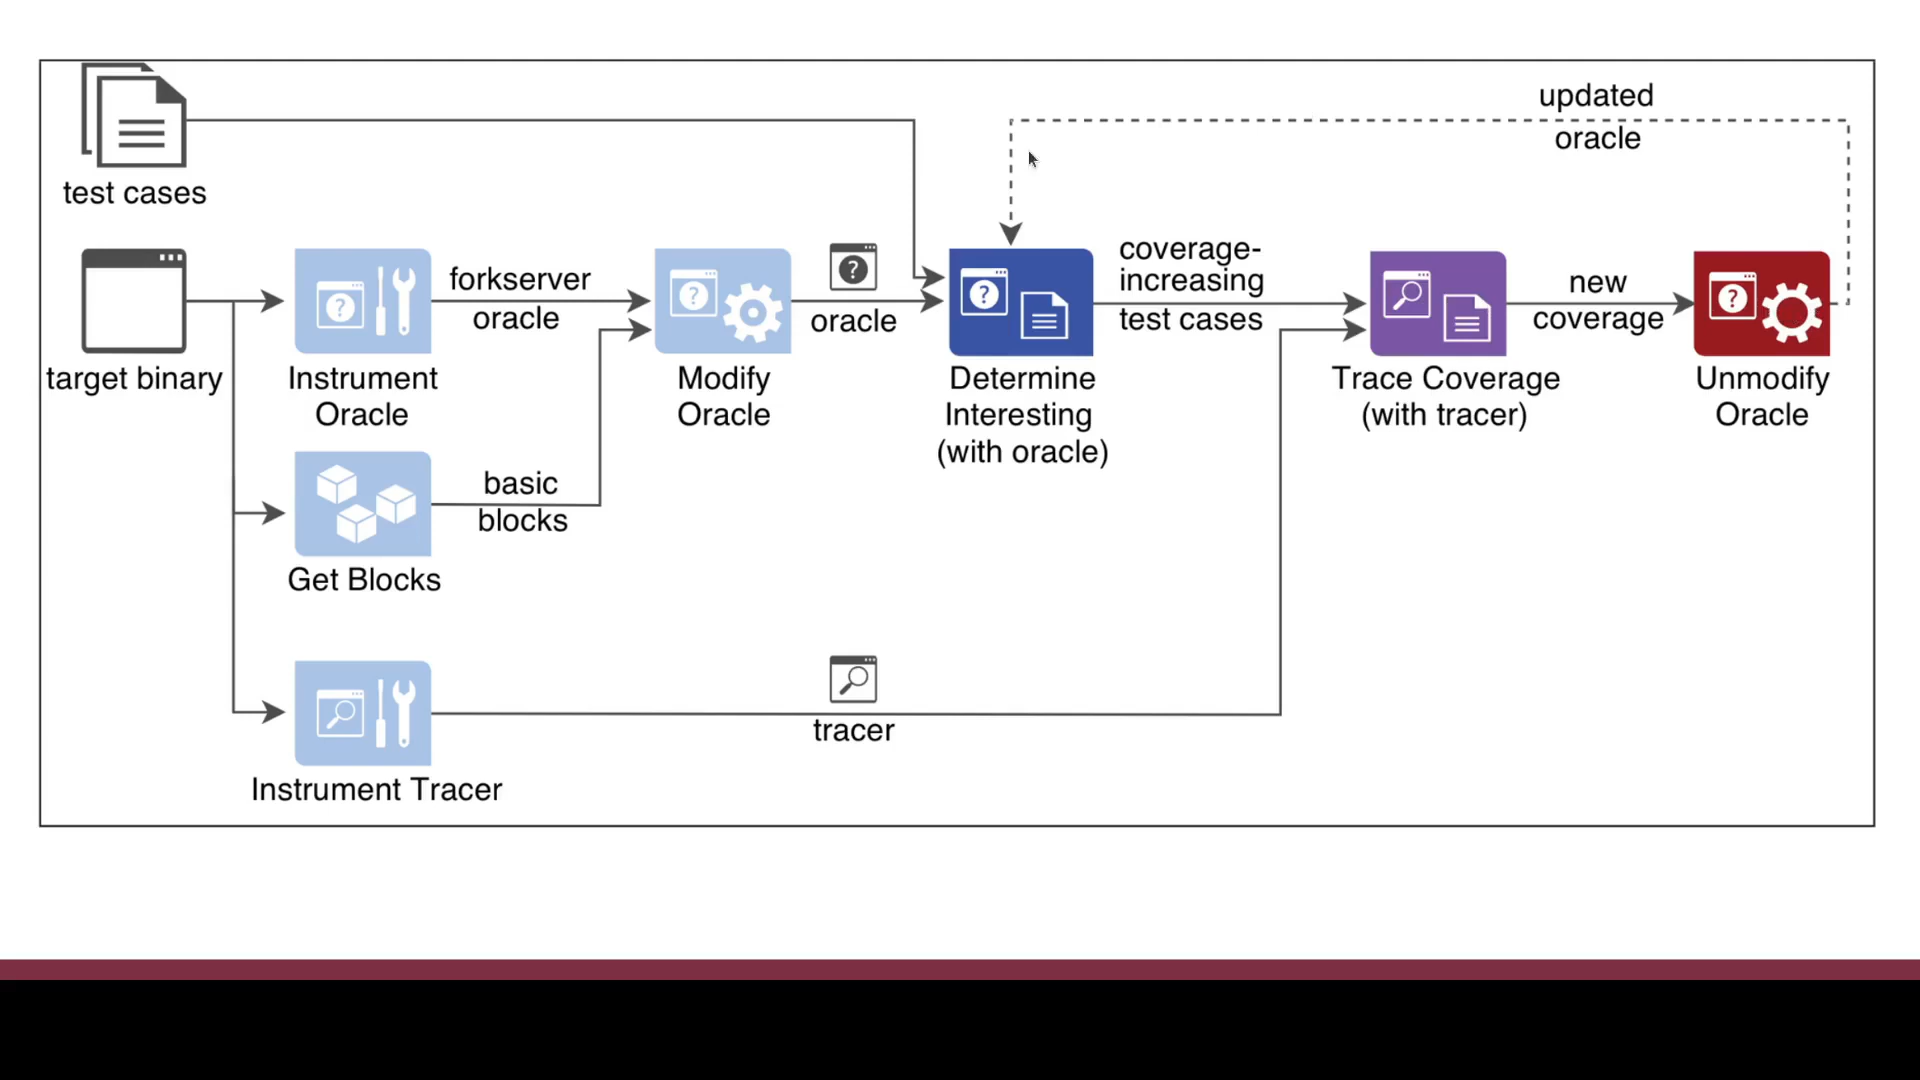 updated
oracle
test cases
target binary
forkserver
oracle
Instrument
Oracle
Modify
Oracle
?
oracle
Determine
Interesting
(with oracle)
coverage-
increasing
test cases
Trace Coverage
(with tracer)
new
coverage
Unmodify
Oracle
basic
blocks
Get Blocks
tracer
Instrument Tracer